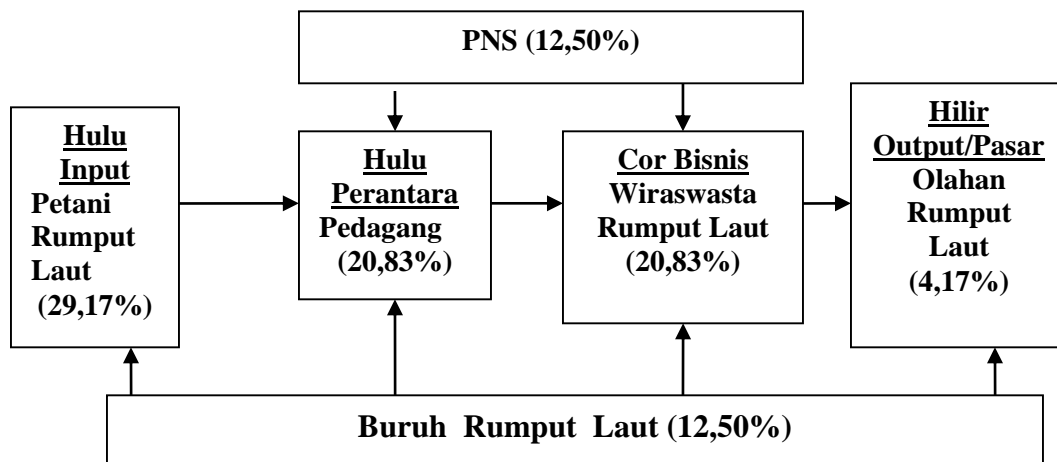 PNS (12,50%)
Hulu
Input
Petani
Rumput
Laut
(29,17%)
Hulu
Perantara
Pedagang
(20,83%)
Cor Bisnis
Wiraswasta
Rumput Laut
(20,83%)
Hilir
Output/Pasar
Olahan
Rumput
Laut
(4,17%)
Buruh Rumput Laut (12,50%)